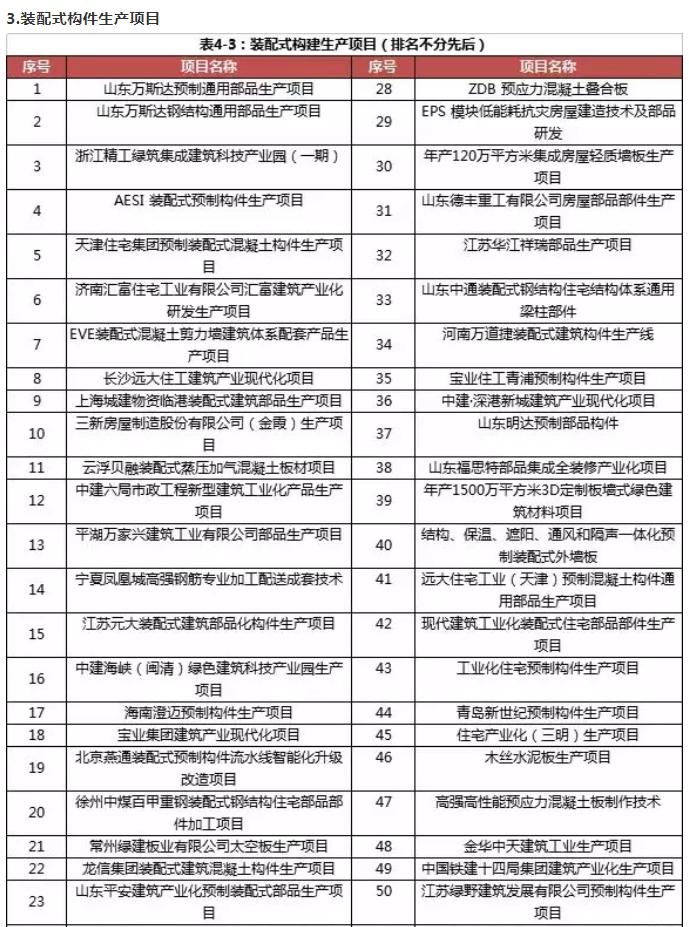 3.装配式构件生产项目
表4-3：装配式构建生产项目（排名不分先后）
序号 项目名称 序号 项目名称
1 山东万斯达预制通用部品生产项目 28 ZDB 预应力混凝土叠合板
2 山东万斯达钢结构通用部品生产项目 29 EPS 模块低能耗抗灾房屋建造技术及部品
研发
3 浙江精工绿筑集成建筑科技产业园（一期） 30 年产120万平方米集成房屋轻质墙板生产
项目
4 AESI 装配式预制构件生产项目 31 山东德丰重工有限公司房屋部品部件生产
项目
5 天津住宅集团预制装配式混凝土构件生产项
目
32 江苏华江祥瑞部品生产项目
6 济南汇富住宅工业有限公司汇富建筑产业化
研发生产项目
33 山东中通装配式钢结构住宅结构体系通用
梁柱部件
7 EVE装配式混凝土剪力墙建筑体系配套产品生
产项目
34 河南万道捷装配式建筑构件生产线
8 长沙远大住工建筑产业现代化项目 35 宝业住工青浦预制构件生产项目
9 上海城建物资临港装配式建筑部品生产项目 36 中建·深港新城建筑产业现代化项目
10 三新房屋制造股份有限公司（金霞）生产项
目
37 山东明达预制部品构件
11 云浮贝融装配式蒸压加气混凝土板材项目 38 山东福思特部品集成全装修产业化项目
12 中建六局市政工程新型建筑工业化产品生产
项目
39 年产1500万平方米3D定制板墙式绿色建
筑材料项目
13 平湖万家兴建筑工业有限公司部品生产项目 40 结构、保温、遮阳、通风和隔声一体化预
制装配式外墙板
14 宁夏凤凰城高强钢筋专业加工配送成套技术 41 远大住宅工业（天津）预制混凝土构件通
用部品生产项目
15 江苏元大装配式建筑部品化构件生产项目 42 现代建筑工业化装配式住宅部品部件生产
项目
16 中建海峡（闽清）绿色建筑科技产业园生产
项目
43 工业化住宅预制构件生产项目
17 海南澄迈预制构件生产项目 44 青岛新世纪预制构件生产项目
18 宝业集团建筑产业现代化项目 45 住宅产业化（三明）生产项目
19 北京燕通装配式预制构件流水线智能化升级
改造项目
46 木丝水泥板生产项目
20 徐州中煤百甲重钢装配式钢结构住宅部品部
件加工项目
47 高强高性能预应力混凝土板制作技术
21 常州绿建板业有限公司太空板生产项目 48 金华中天建筑工业生产项目
22 龙信集团装配式建筑混凝土构件生产项目 49 中国铁建十四局集团建筑产业化生产项目
23 山东平安建筑产业化预制装配式部品生产项
目
50 江苏绿野建筑发展有限公司预制构件生产
项目